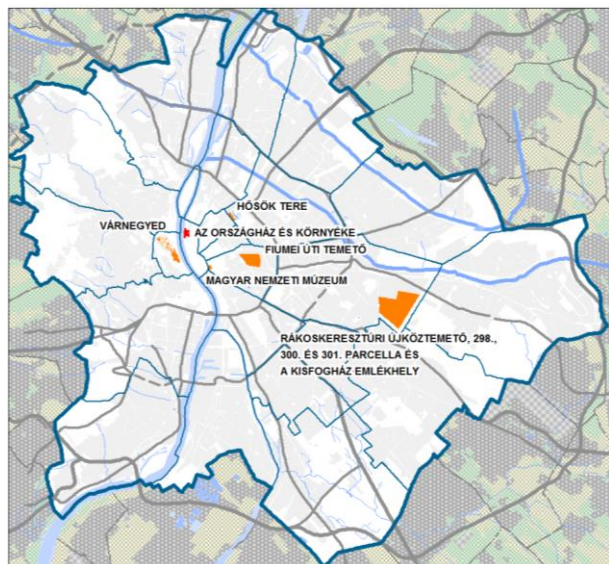 HŐSÖK TERE
VÁRNEGYED
AZ ORSZÁGHÁZ ÉS KÖRNYÉKE
FIUMEI ÚTI TEMETŐ
MAGYAR NEMZETI MÚZEUM
RÁKOSKERESZTÚRI ÚJKÖZTEMETŐ, 298.,
300. ÉS 301. PARCELLA ÉS
A KISFOGHÁZ EMLÉKHELY